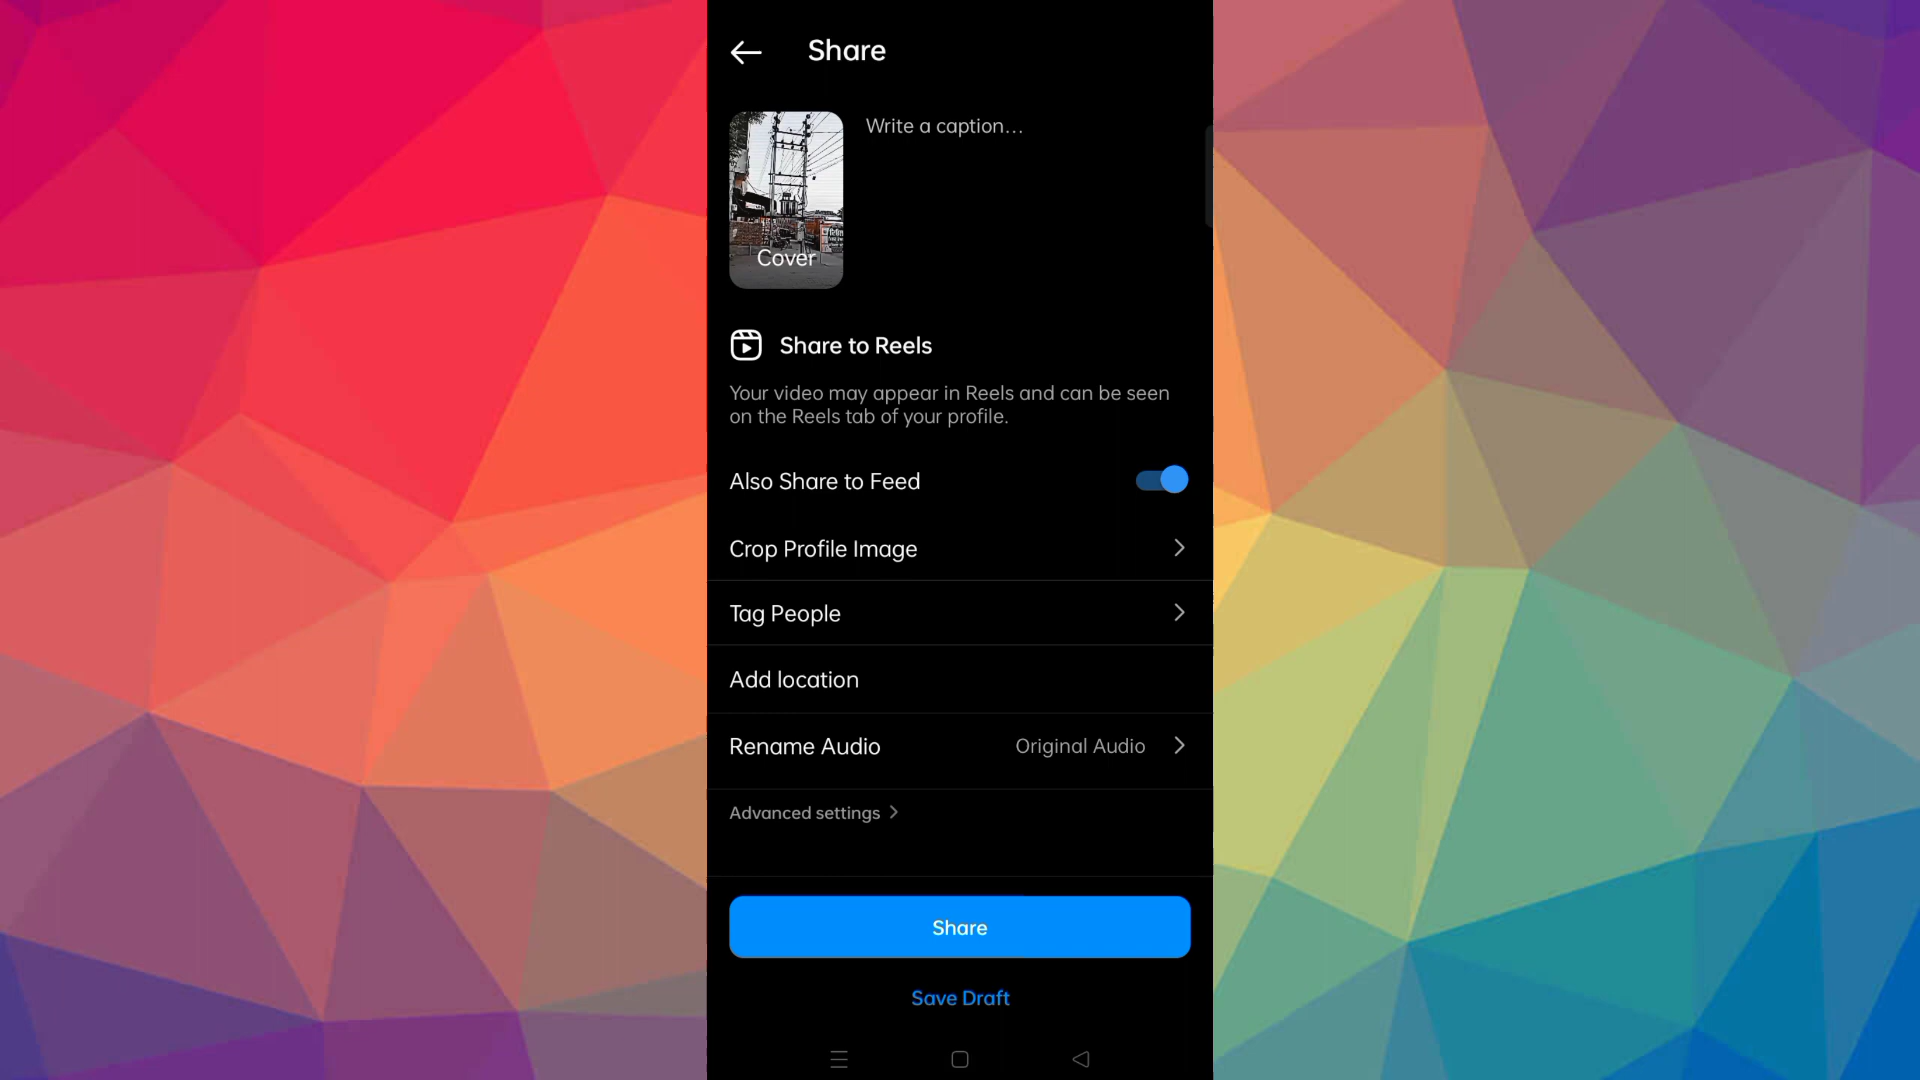 Share
Write a caption...
Cover
Share to Reels
Your video may appear in Reels and can be seen
on the Reels tab of your profile.
Also Share to Feed
Crop Profile Image
Tag People
Add location
Rename Audio Original Audio
Advanced settings
Share
Save Draft